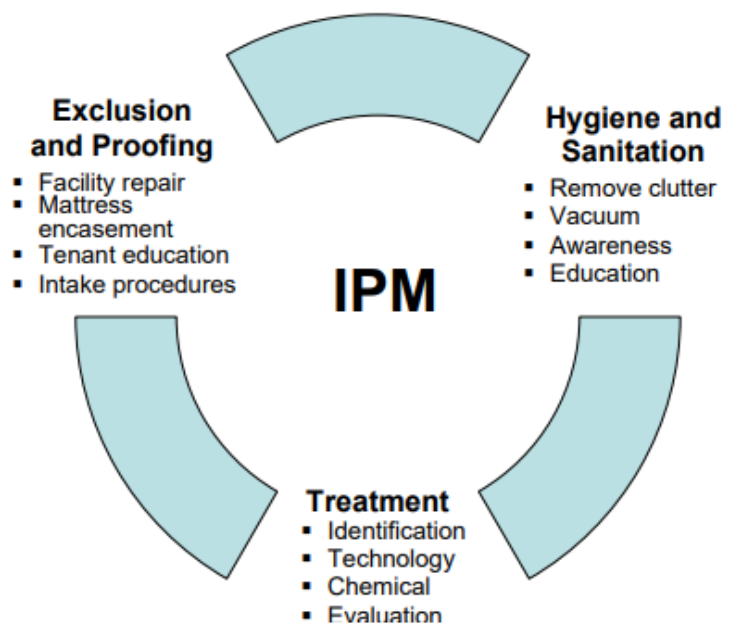 Exclusion
and Proofing
▪ Facility repair
▪ Mattress
encasement
▪ Tenant education
▪ Intake procedures
Hygiene and
Sanitation
▪ Remove clutter
▪ Vacuum
▪ Awareness
▪ Education
IPM
Treatment
▪ Identification
▪ Technology
▪ Chemical
▪ Evaluation